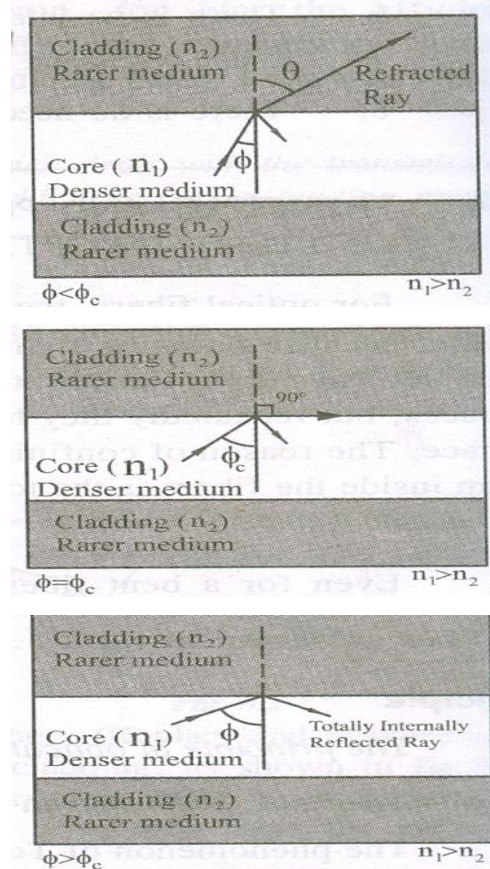 Cladding (n₂)
Rarer medium
θ
Refracted
Ray
Core (n₁)
Denser medium
ϕ
Cladding (n₂)
Rarer medium
ϕ<ϕc
n₁>n₂
Cladding (n₂)
Rarer medium
90°
Core (n₁)
Denser medium
ϕc
Cladding (n₂)
Rarer medium
ϕ=ϕc
n₁>n₂
Cladding (n₂)
Rarer medium
Core (n₁)
Denser medium
ϕ
Totally Internally
Reflected Ray
Cladding (n₂)
Rarer medium
ϕ>ϕc
n₁>n₂